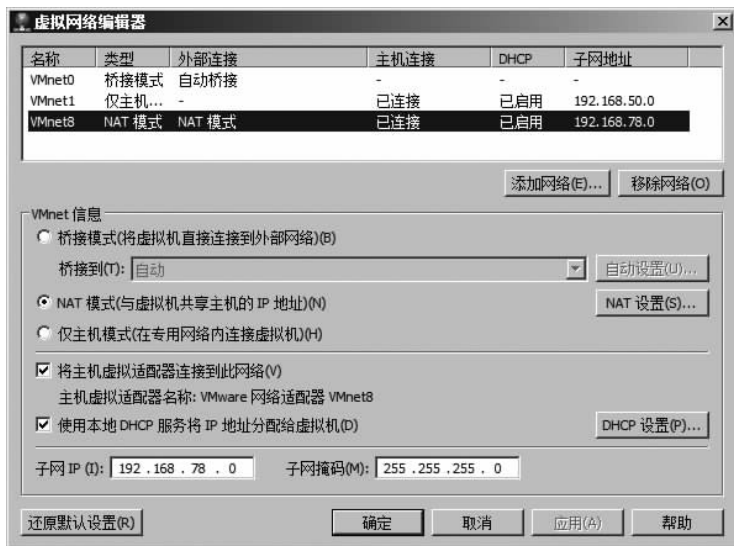 虚拟网络编辑器
名称 类型 外部连接 主机连接 DHCP 子网地址
VMnet0 桥接模式 自动桥接 - - -
VMnet1 仅主机... - 已连接 已启用 192.168.50.0
VMnet8 NAT 模式 NAT 模式 已连接 已启用 192.168.78.0
添加网络(E)... 移除网络(O)
VMnet 信息
桥接模式(将虚拟机直接连接到外部网络)(B)
桥接到(T): 自动 自动设置(U)...
NAT 模式(与虚拟机共享主机的 IP 地址)(N) NAT 设置(S)...
仅主机模式(在专用网络内连接虚拟机)(H)
将主机虚拟适配器连接到此网络(V)
主机虚拟适配器名称: VMware 网络适配器 VMnet8
使用本地 DHCP 服务将 IP 地址分配给虚拟机(D) DHCP 设置(P)...
子网 IP (I): 192 . 168 . 78 . 0 子网掩码(M): 255 . 255 . 255 . 0
还原默认设置(R) 确定 取消 应用(A) 帮助